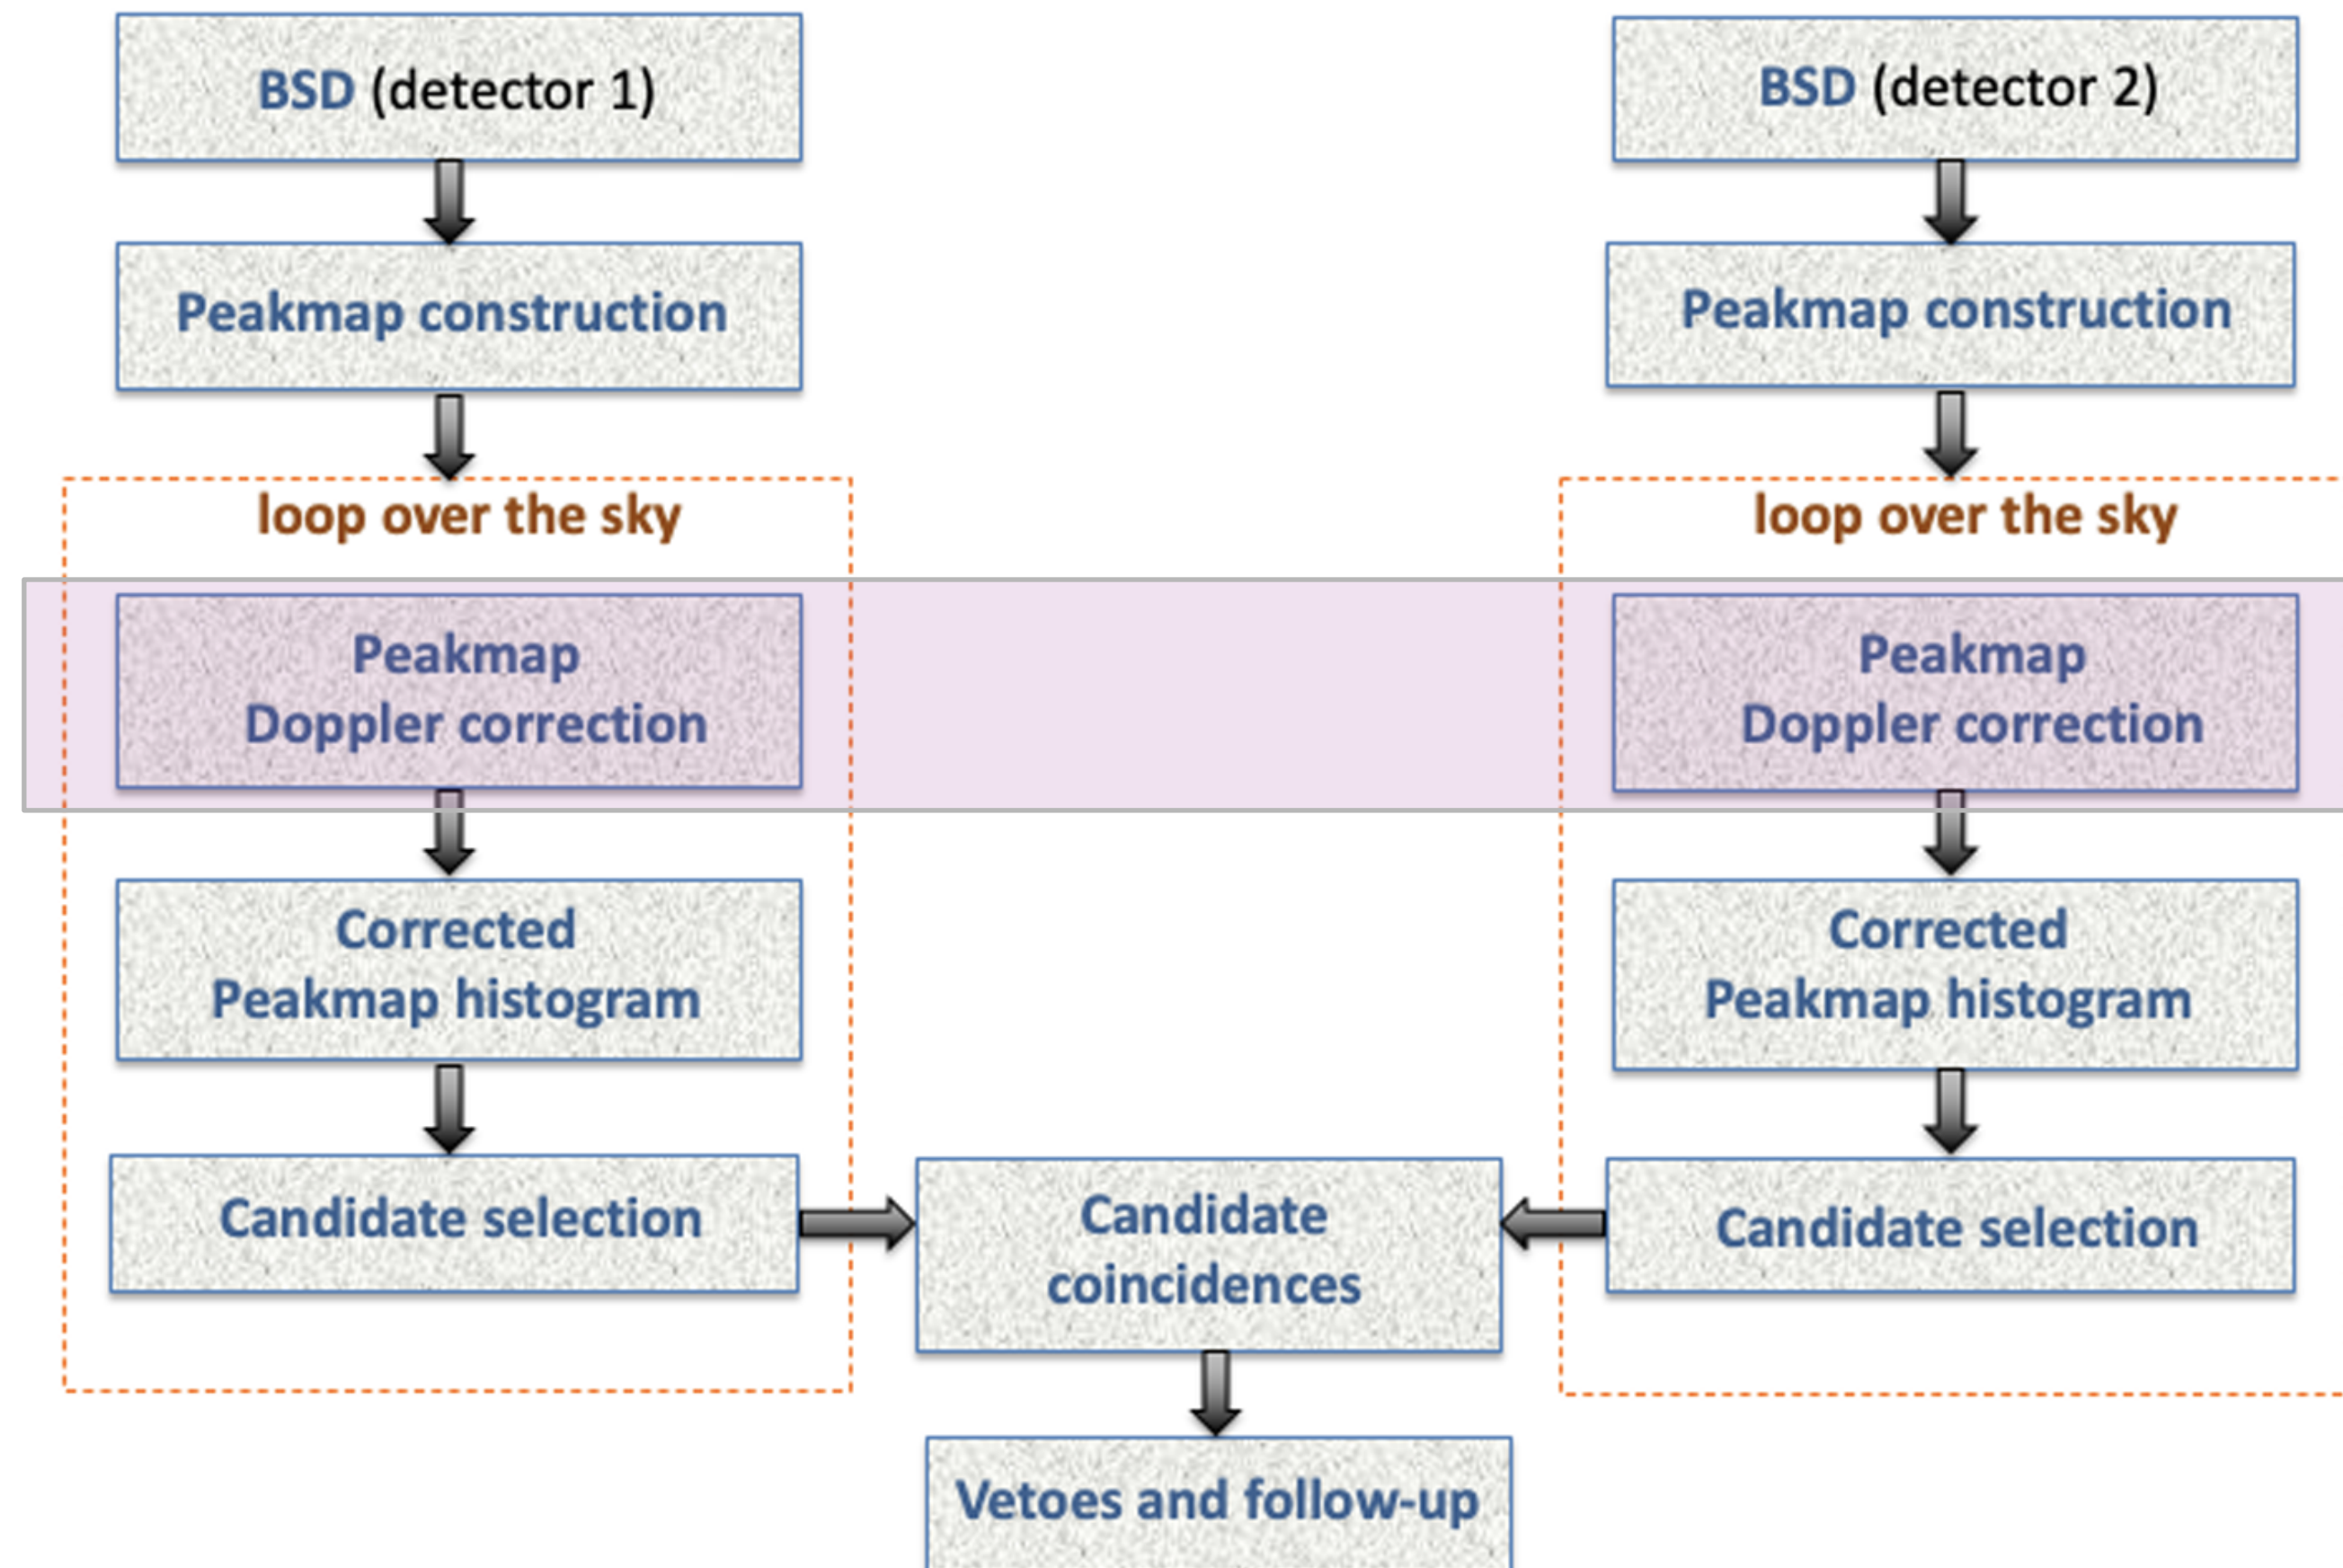 BSD (detector 1)
BSD (detector 2)
Peakmap construction
Peakmap construction
loop over the sky
loop over the sky
Peakmap
Doppler correction
Peakmap
Doppler correction
Corrected
Peakmap histogram
Corrected
Peakmap histogram
Candidate selection
Candidate
coincidences
Candidate selection
Vetoes and follow-up